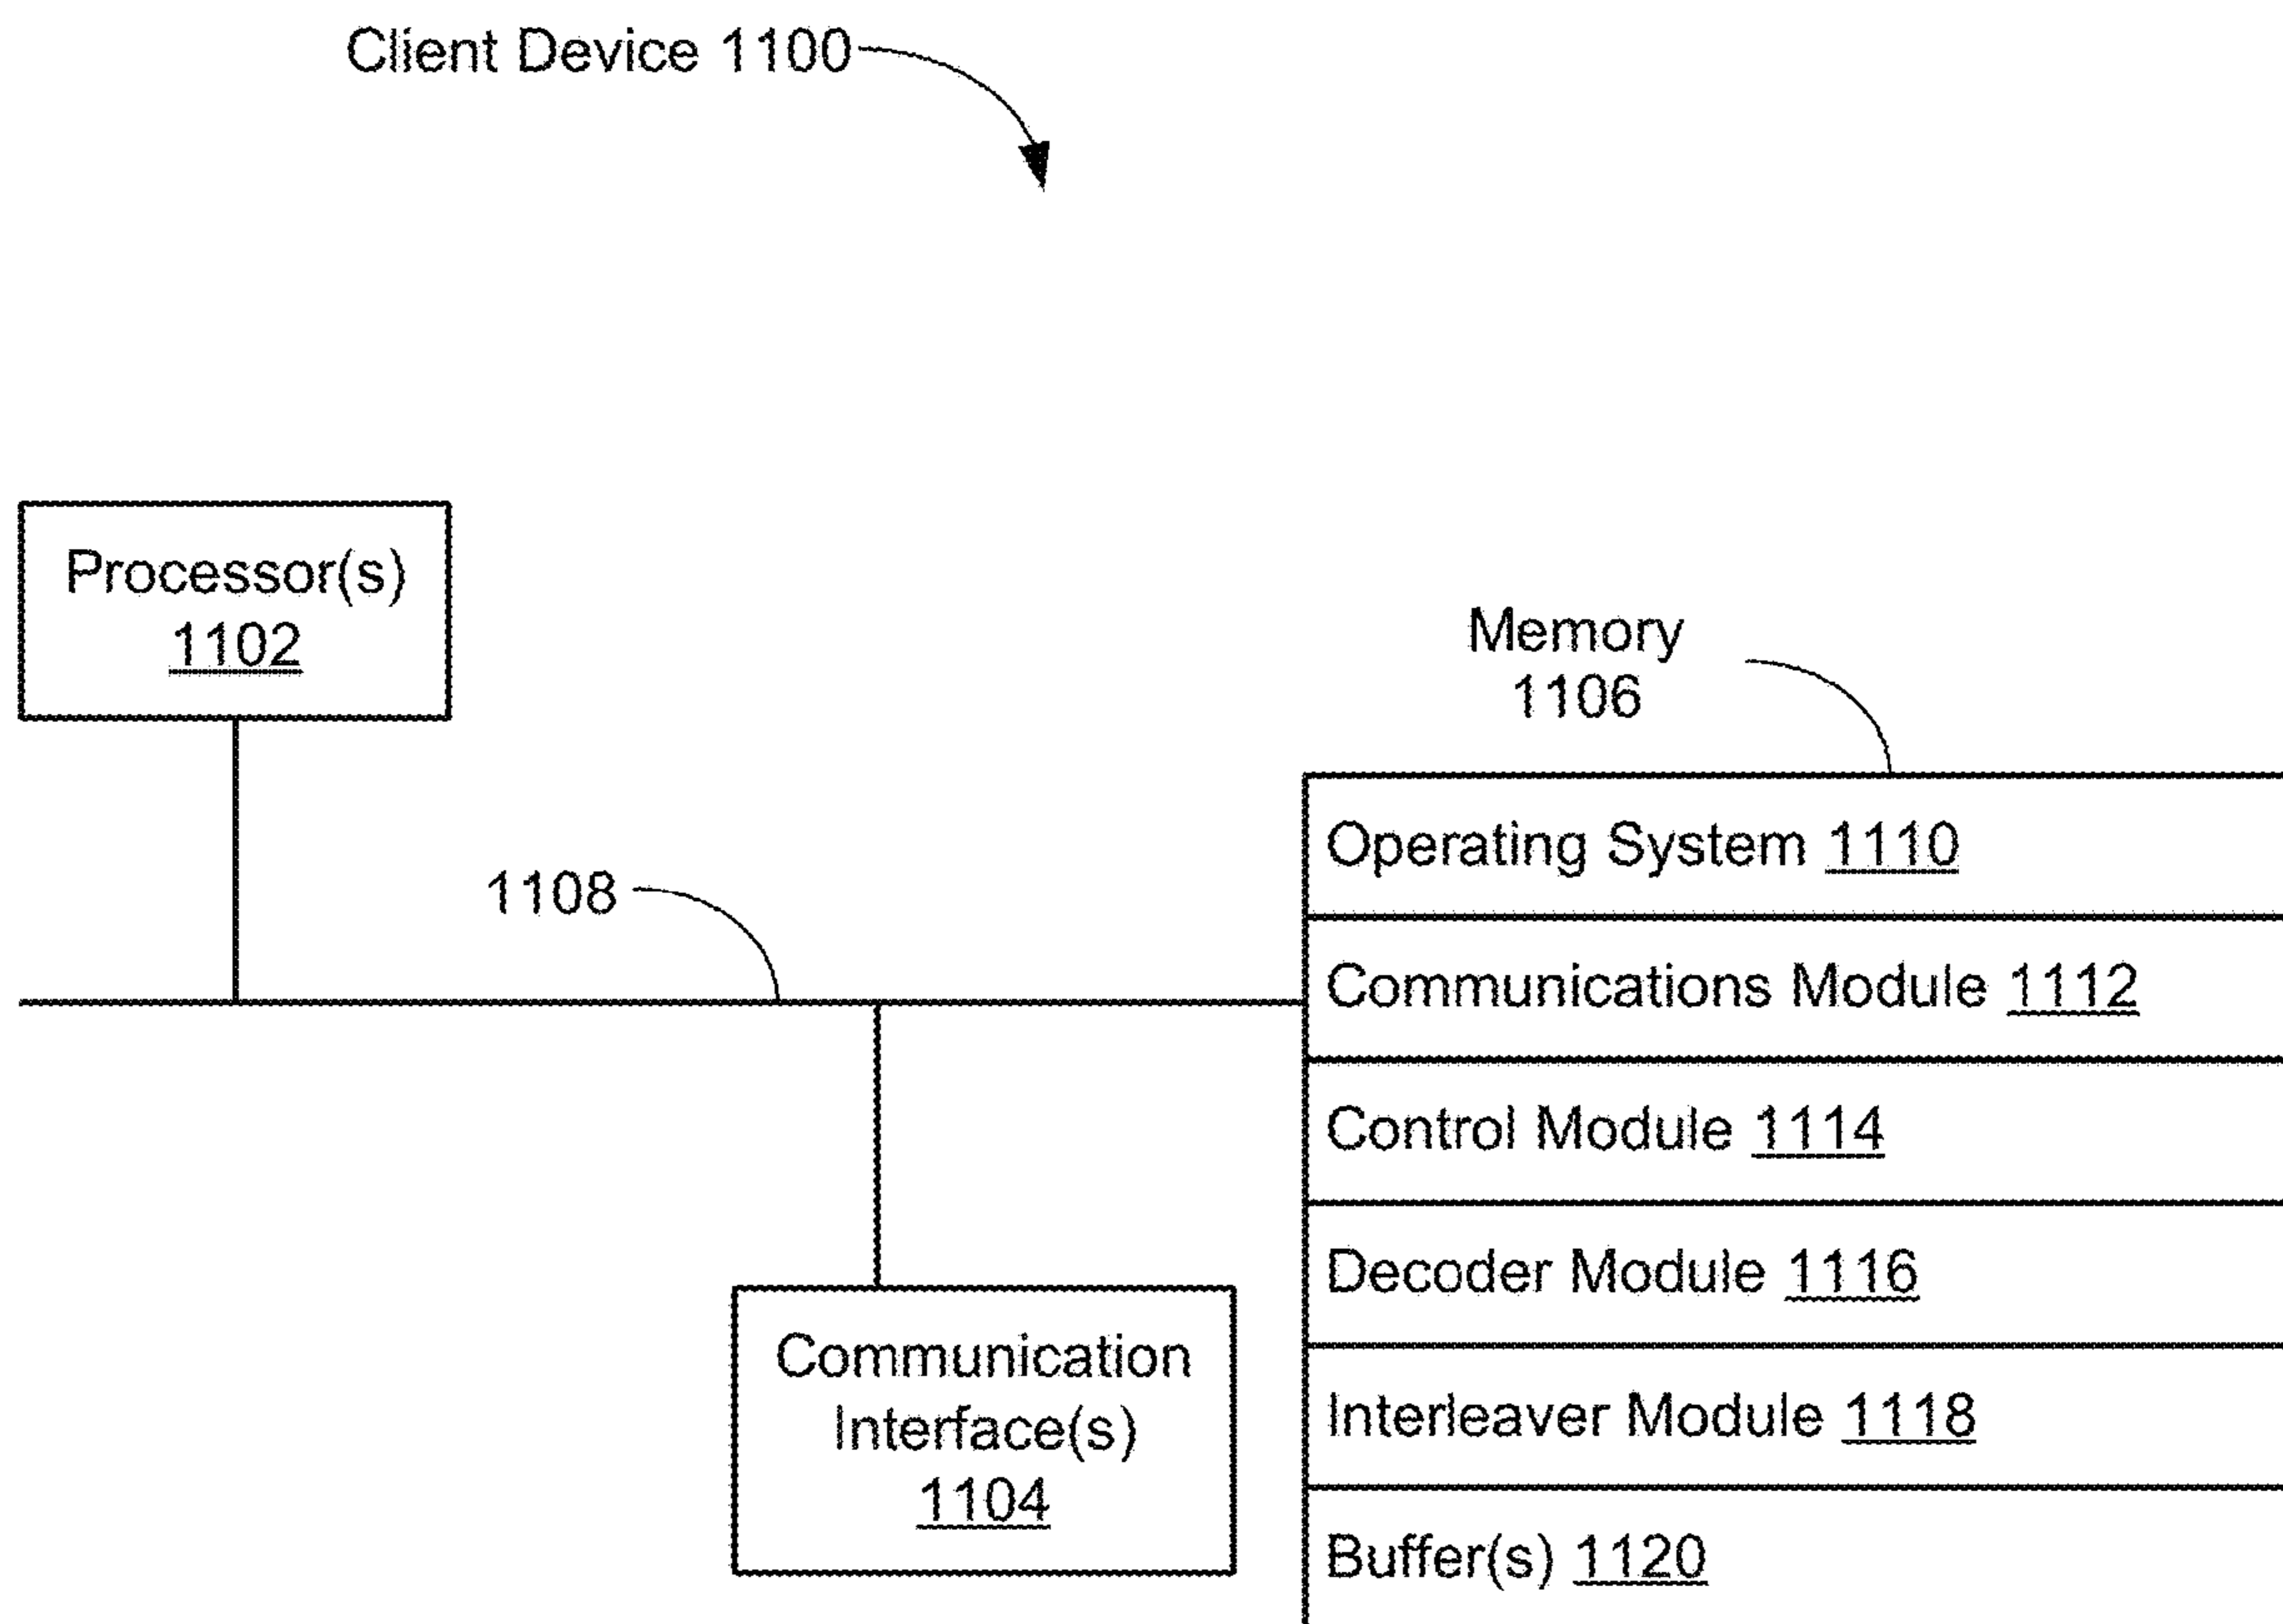 Client Device 1100
Processor(s)
1102
Memory
1106
1108
Operating System 1110
Communications Module 1112
Control Module 1114
Decoder Module 1116
Interleaver Module 1118
Buffer(s) 1120
Communication
Interface(s)
1104